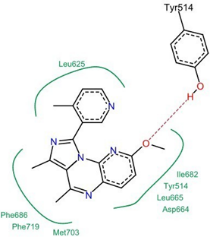 Tyr514
O
H
Leu625
N
N
N
N
O
N
Ile682
Tyr514
Leu665
Asp664
Phe686
Phe719
Met703